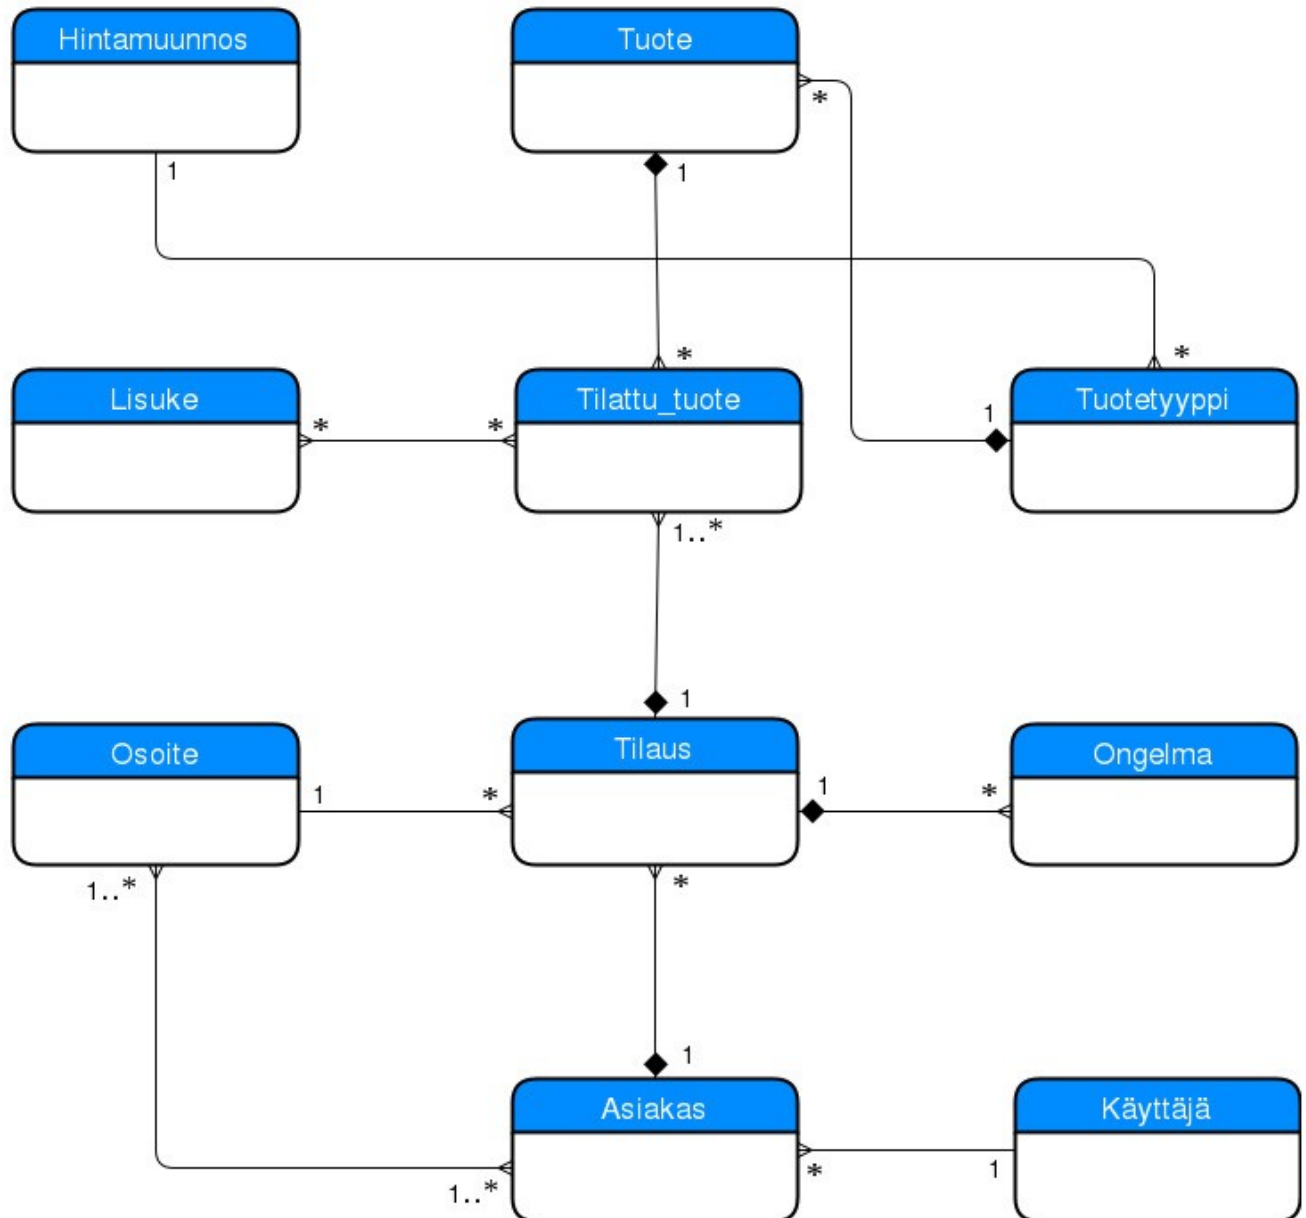 Hintamuunnos
Tuote
*
1
1
*
*
Lisuke
Tilattu_tuote
Tuotetyyppi
*
*
1
1..*
1
Osoite
Tilaus
Ongelma
1
*
1
*
1..*
*
1
Asiakas
Käyttäjä
1..*
*
1